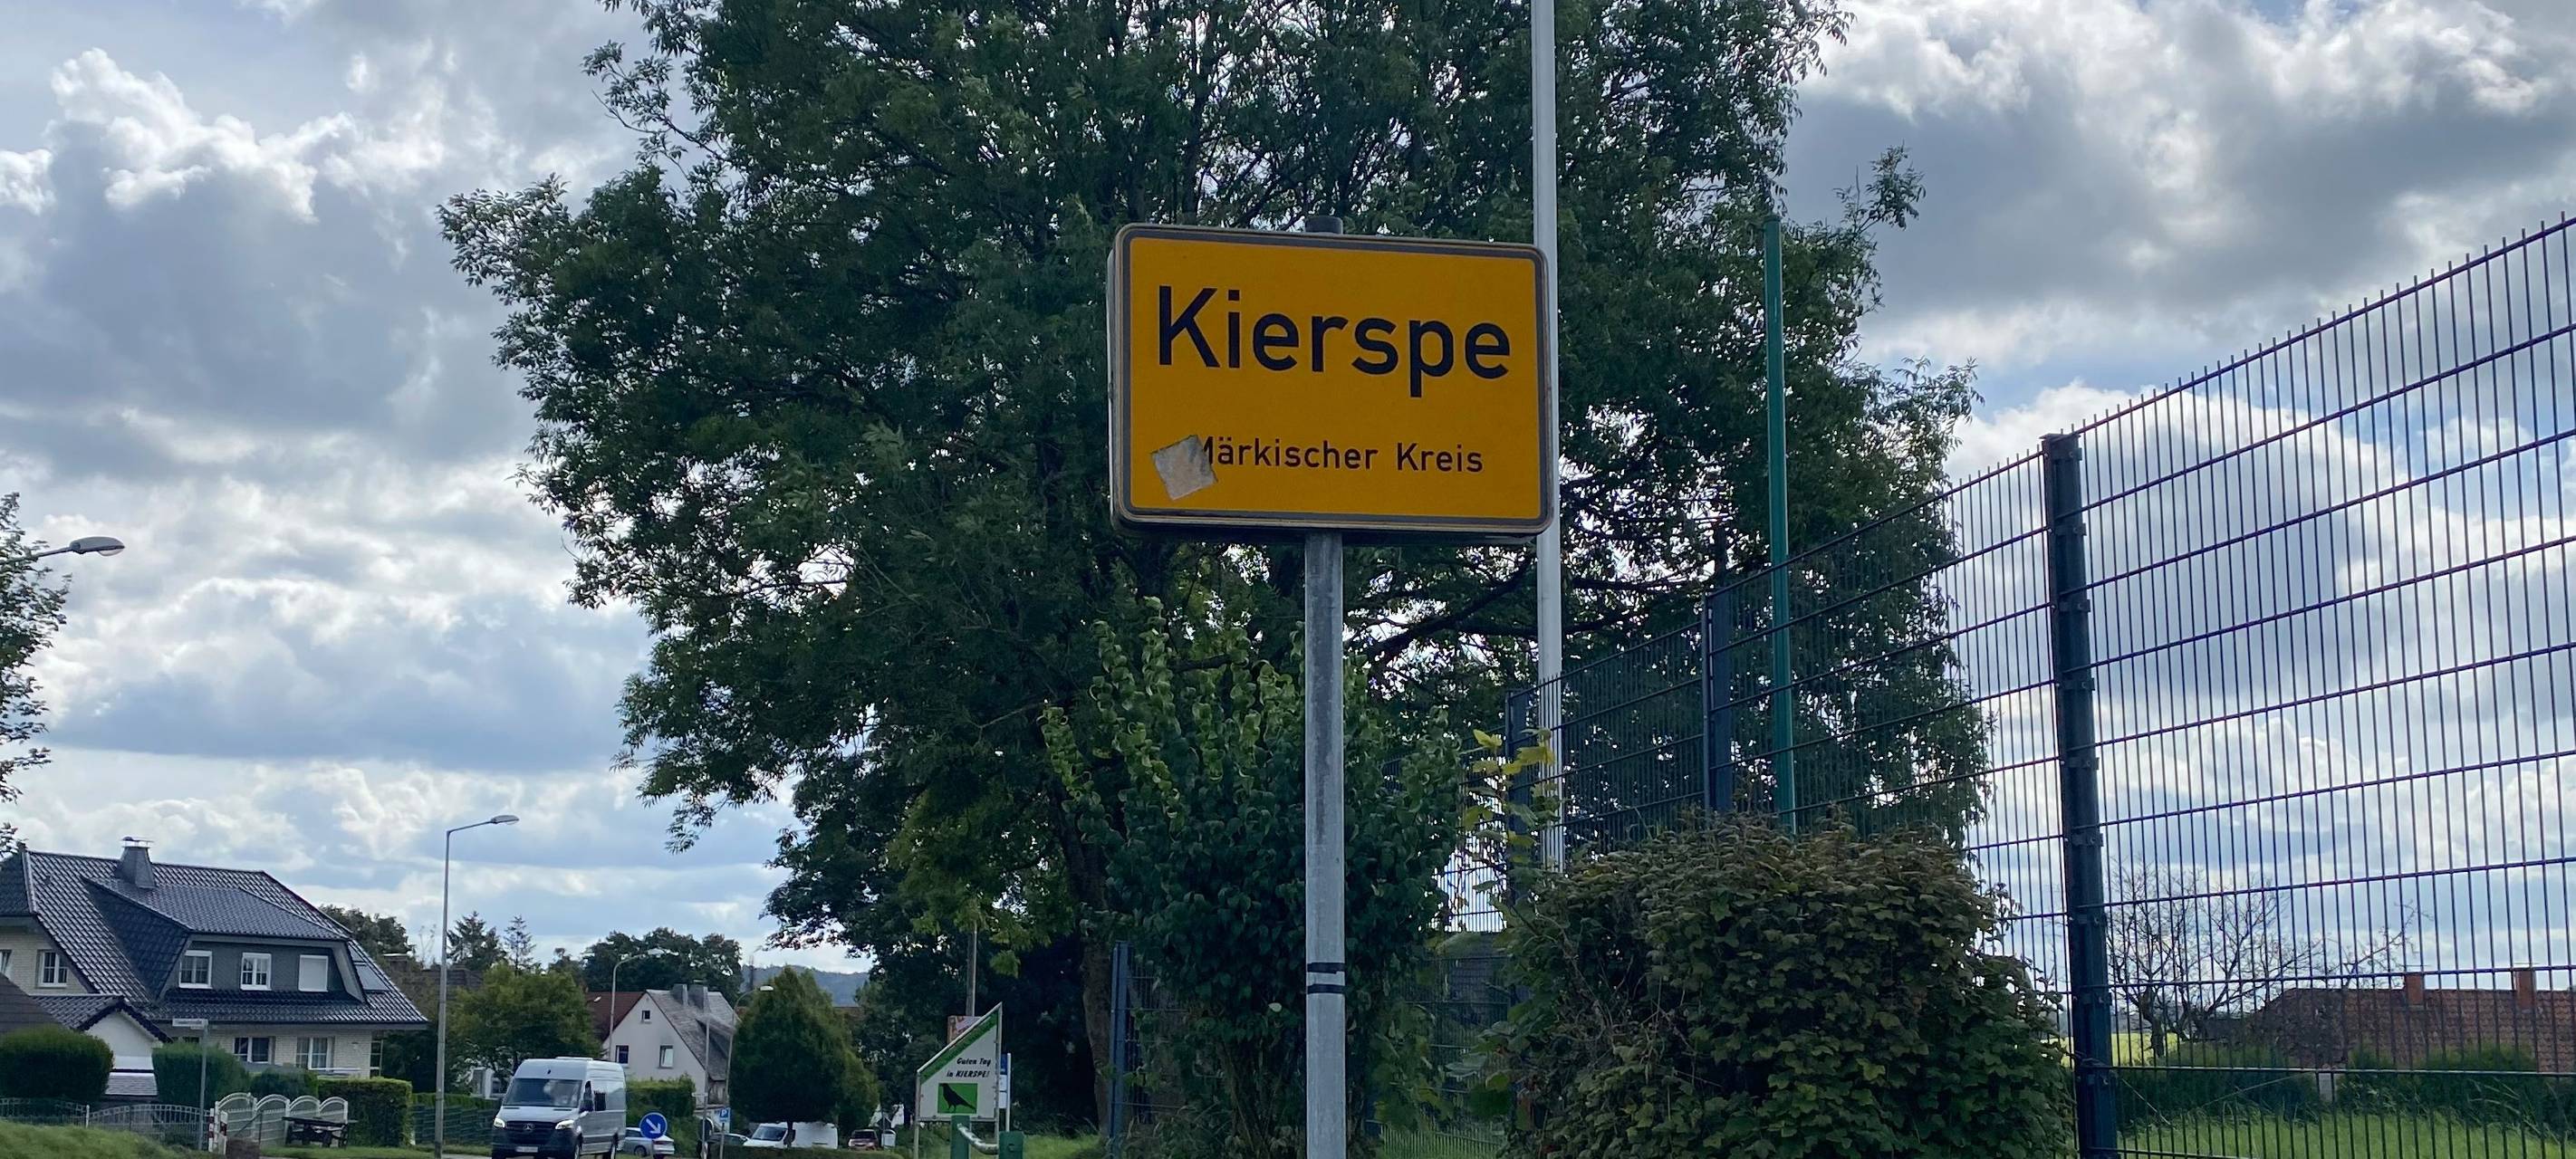 Kierspe
Märkischer Kreis
Guten Tag
in KIERSPE!